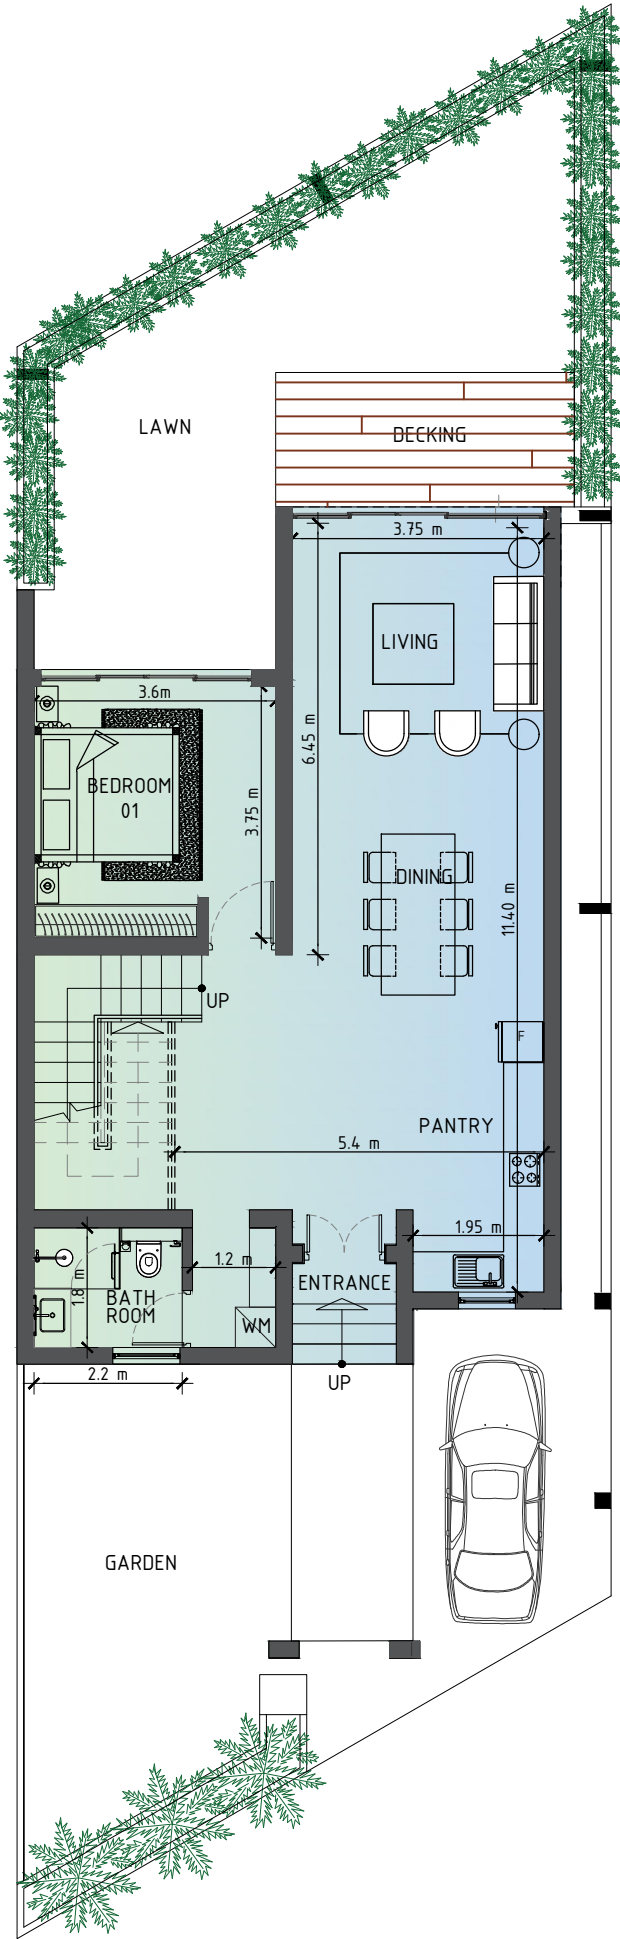 LAWN
DECKING
3.75 m
LIVING
3.6m
6.45 m
BEDROOM
01
3.75 m
DINING
11.40 m
UP
F
PANTRY
5.4 m
1.95 m
1.2 m
ENTRANCE
1.8 m
BATH
ROOM
WM
2.2 m
UP
GARDEN